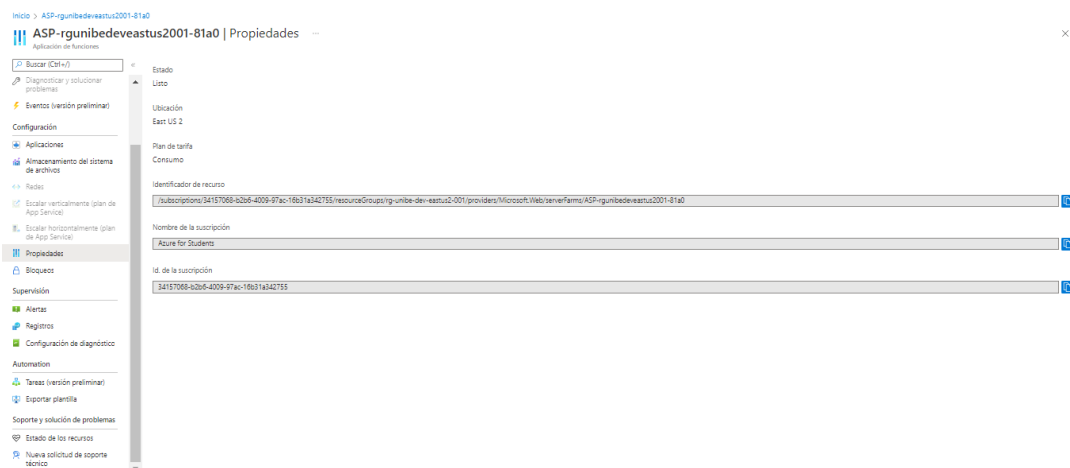 Inicio > ASP-rgunibedeveastus2001-81a0
ASP-rgunibedeveastus2001-81a0 | Propiedades ...
Aplicación de funciones
Buscar (Ctrl+/)
Diagnosticar y solucionar
problemas
Eventos (versión preliminar)
Configuración
Aplicaciones
Almacenamiento del sistema
de archivos
Redes
Escalar verticalmente (plan de
App Service)
Escalar horizontalmente (plan
de App Service)
Propiedades
Bloqueos
Supervisión
Alertas
Registros
Configuración de diagnóstico
Automation
Tareas (versión preliminar)
Exportar plantilla
Soporte y solución de problemas
Estado de los recursos
Nueva solicitud de soporte
técnico
Estado
Listo
Ubicación
East US 2
Plan de tarifa
Consumo
Identificador de recurso
/subscriptions/34157068-b2b6-4009-97ac-16b31a342755/resourceGroups/rg-unibe-dev-eastus2-001/providers/Microsoft.Web/serverFarms/ASP-rgunibedeveastus2001-81a0
Nombre de la suscripción
Azure for Students
Id. de la suscripción
34157068-b2b6-4009-97ac-16b31a342755